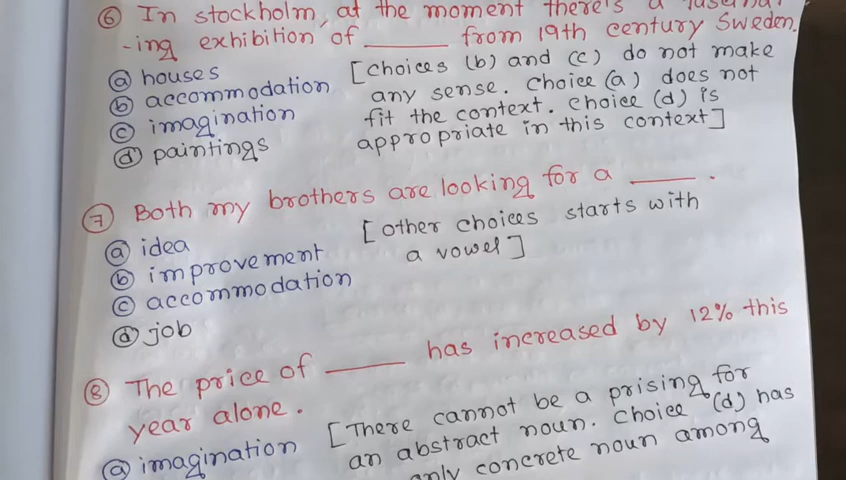 ⑥ In stockholm, at the moment there's a
-ing exhibition of ______ from 19th century Sweden.
ⓐ houses [choices (b) and (c) do not make
ⓑ accommodation any sense. choice (a) does not
ⓒ imagination fit the context. choice (d) is
ⓓ paintings appropriate in this context]
⑦ Both my brothers are looking for a ______ .
ⓐ idea [other choices starts with
ⓑ improvement a vowel]
ⓒ accommodation
ⓓ job
⑧ The price of ______ has increased by 12% this
year alone.
ⓐ imagination [There cannot be a prising for
an abstract noun. choice (d) has
only concrete noun among